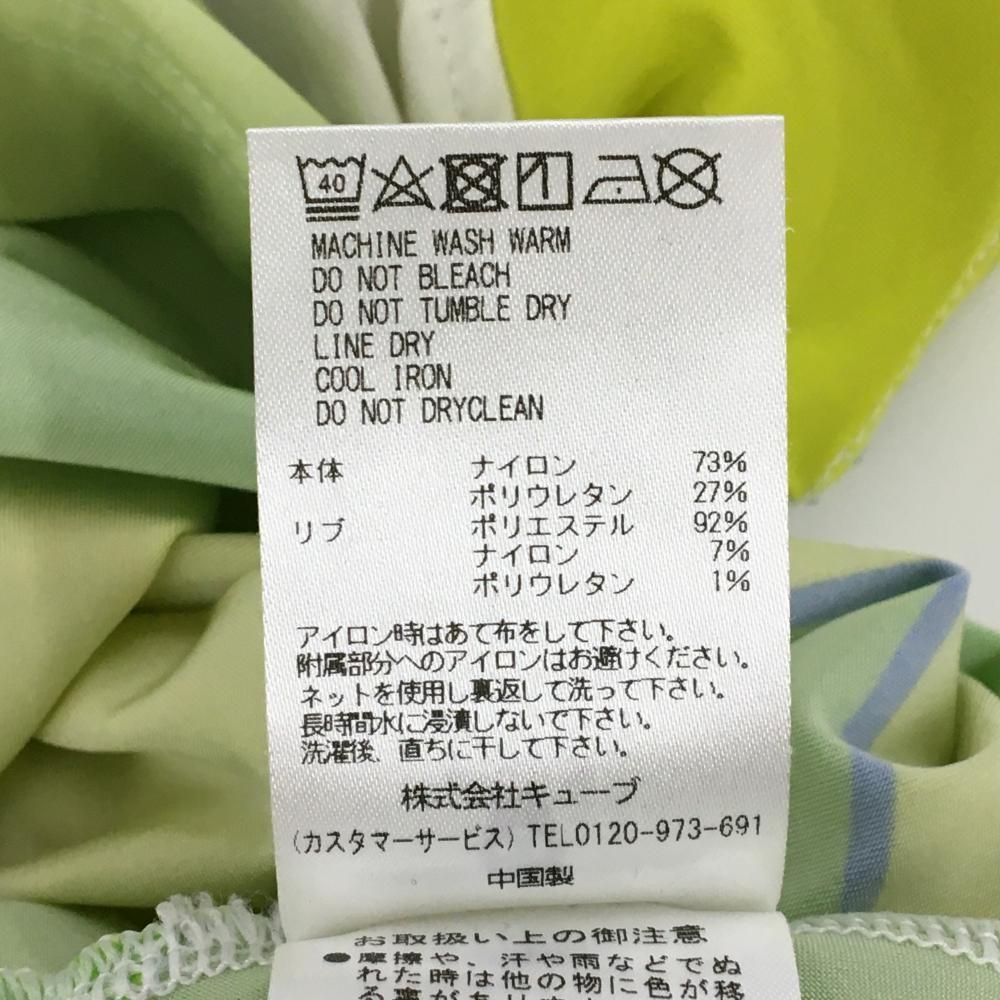 40
MACHINE WASH WARM
DO NOT BLEACH
DO NOT TUMBLE DRY
LINE DRY
COOL IRON
DO NOT DRYCLEAN
本体 ナイロン 73%
ポリウレタン 27%
リブ ポリエステル 92%
ナイロン 7%
ポリウレタン 1%
アイロン時はあて布をして下さい。
附属部分へのアイロンはお避けください。
ネットを使用し裏返して洗って下さい。
長時間水に浸漬しないで下さい。
洗濯後、直ちに干して下さい。
株式会社キューブ
(カスタマーサービス) TEL0120-973-691
中国製
お取扱い上の御注意
●摩擦や、汗や雨などでぬ
れた時は他の物に色が移
る事があり